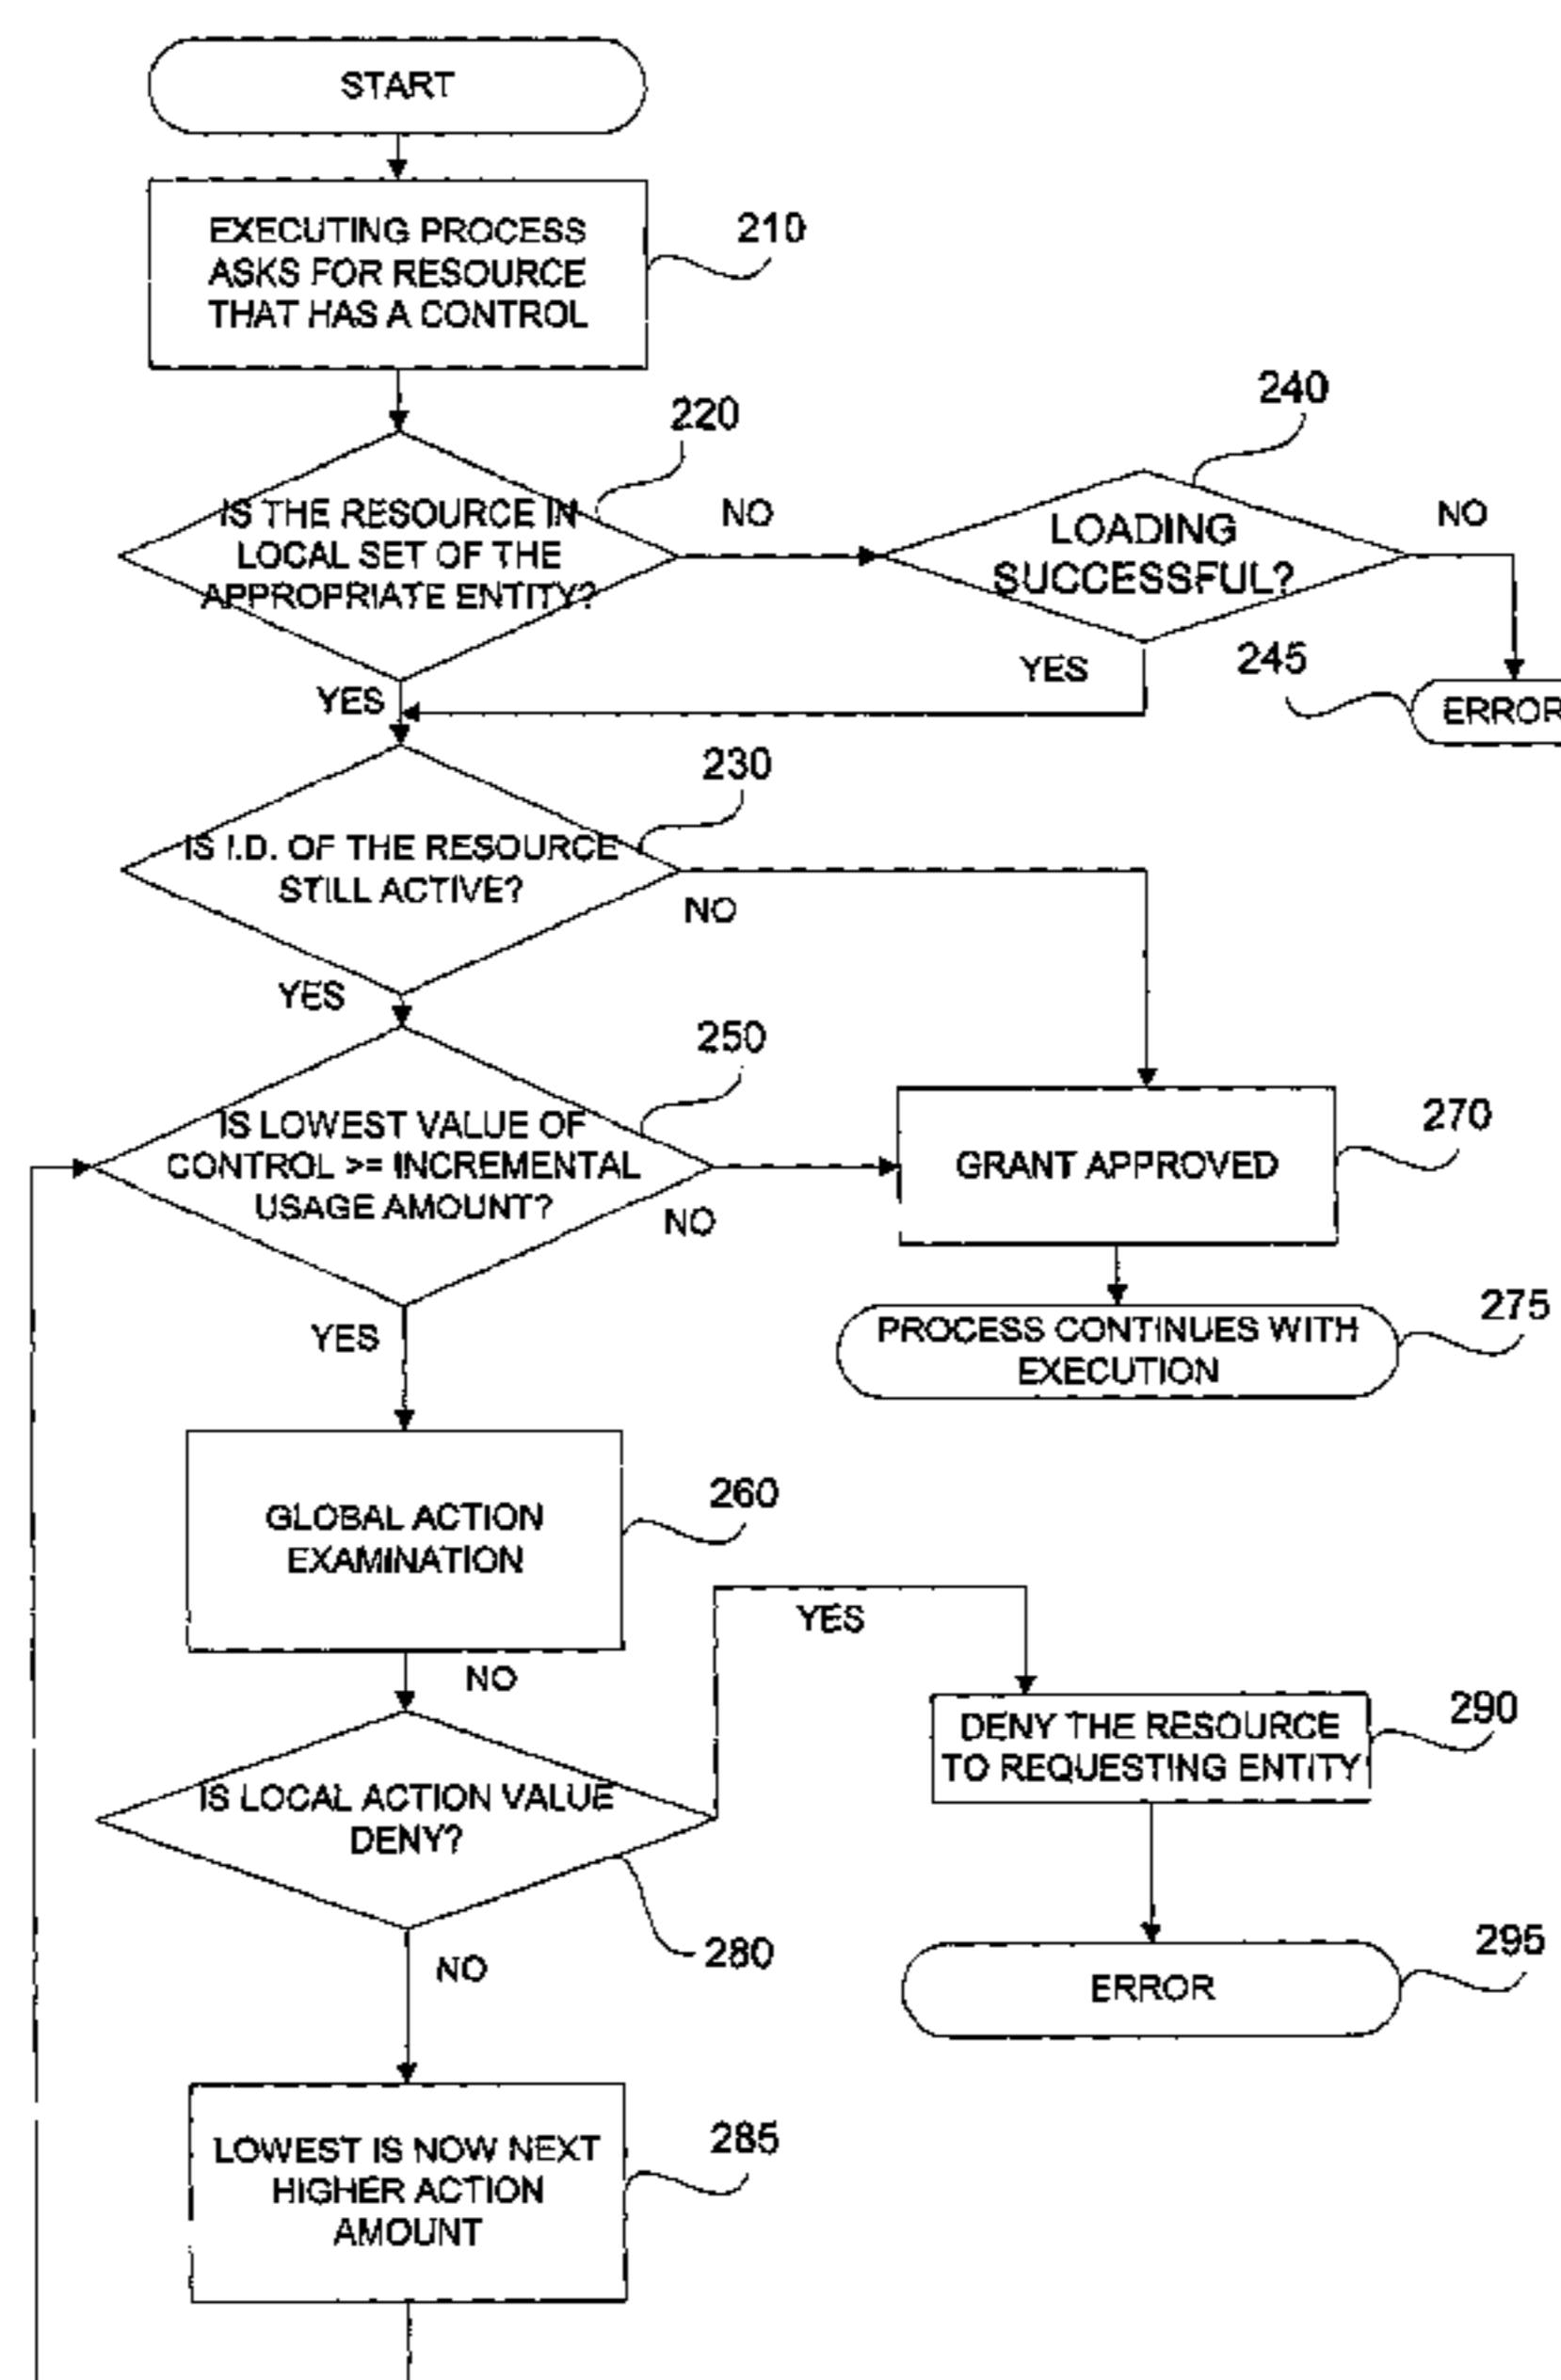 START
EXECUTING PROCESS
ASKS FOR RESOURCE
THAT HAS A CONTROL
210
220
IS THE RESOURCE IN
LOCAL SET OF THE
APPROPRIATE ENTITY?
NO
240
LOADING
SUCCESSFUL?
NO
YES
YES
245
ERROR
230
IS I.D. OF THE RESOURCE
STILL ACTIVE?
NO
YES
250
IS LOWEST VALUE OF
CONTROL >= INCREMENTAL
USAGE AMOUNT?
NO
YES
GRANT APPROVED
270
PROCESS CONTINUES WITH
EXECUTION
275
GLOBAL ACTION
EXAMINATION
260
NO
YES
IS LOCAL ACTION VALUE
DENY?
280
NO
DENY THE RESOURCE
TO REQUESTING ENTITY
290
ERROR
295
LOWEST IS NOW NEXT
HIGHER ACTION
AMOUNT
285